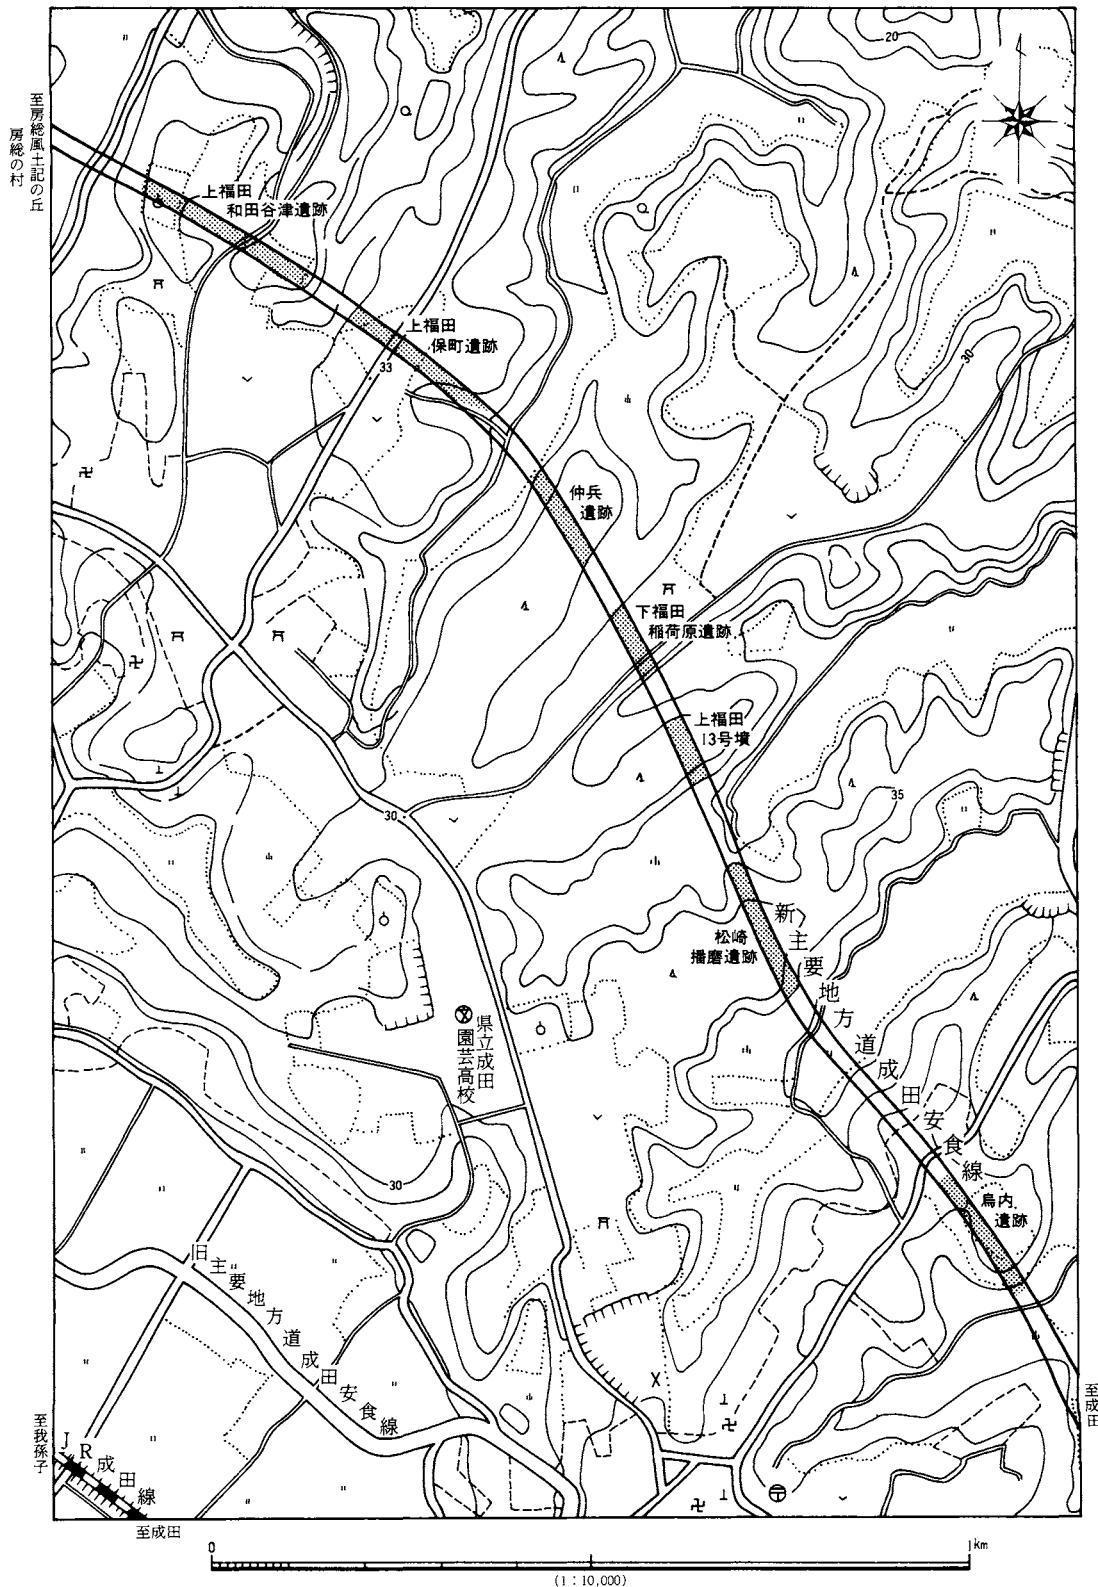 至房総風土記の丘
房総の村
20
上福田
和田谷津遺跡
上福田
保町遺跡
33
30
仲兵
遺跡
下福田
稲荷原遺跡
上福田
13号墳
35
30
松崎
播磨遺跡
新主要地方道成田安食線
県立成田
園芸高校
30
鳥内
遺跡
旧主要地方道成田安食線
至我孫子
JR成田線
至成田
至成田
0
1km
(1:10,000)